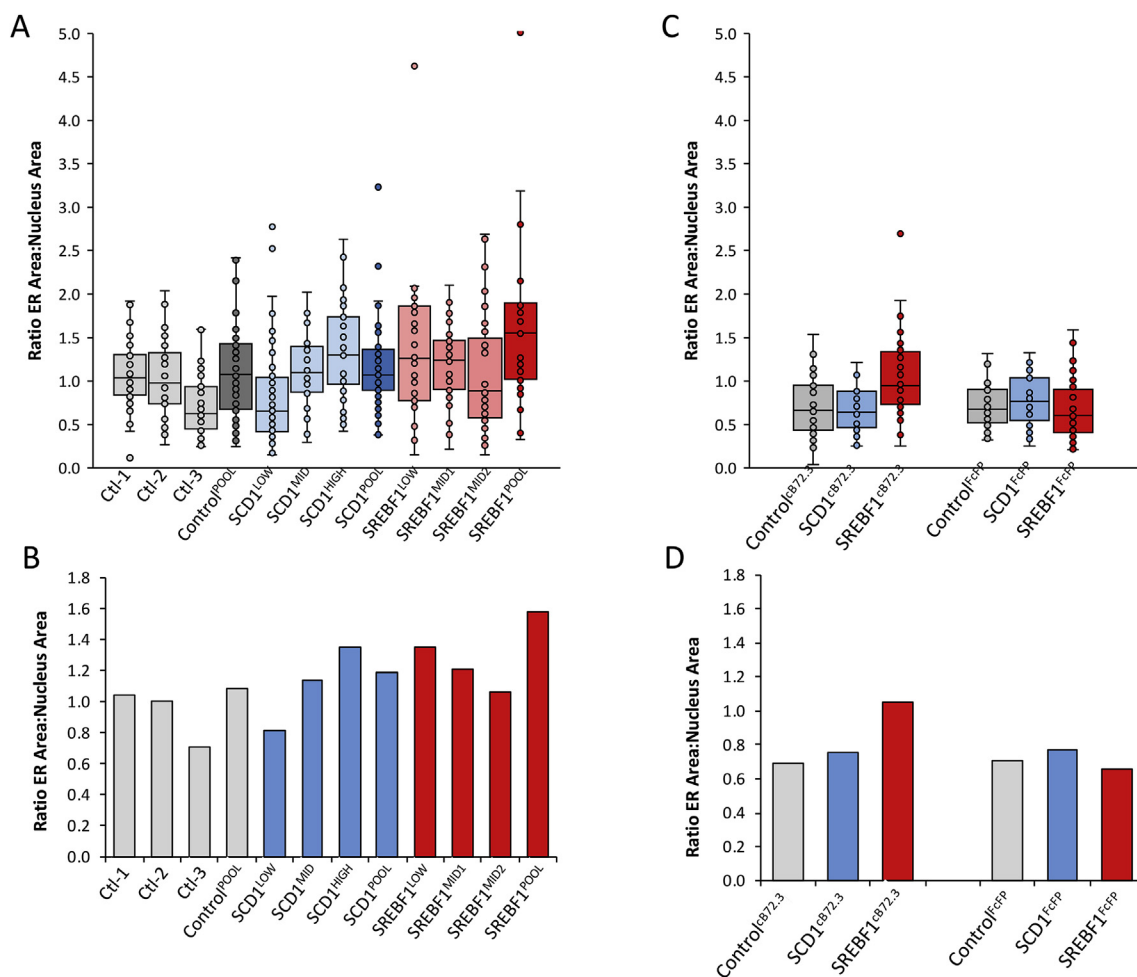 A
Ratio ER Area:Nucleus Area
5.0
4.5
4.0
3.5
3.0
2.5
2.0
1.5
1.0
0.5
0.0
Ctl-1
Ctl-2
Ctl-3
Control^POOL
SCD1^LOW
SCD1^MID
SCD1^HIGH
SCD1^POOL
SREBF1^LOW
SREBF1^MID1
SREBF1^MID2
SREBF1^POOL
C
Ratio ER Area:Nucleus Area
5.0
4.5
4.0
3.5
3.0
2.5
2.0
1.5
1.0
0.5
0.0
Control^cB72.3
SCD1^cB72.3
SREBF1^cB72.3
Control^FcFP
SCD1^FcFP
SREBF1^FcFP
B
Ratio ER Area:Nucleus Area
1.8
1.6
1.4
1.2
1.0
0.8
0.6
0.4
0.2
0.0
Ctl-1
Ctl-2
Ctl-3
Control^POOL
SCD1^LOW
SCD1^MID
SCD1^HIGH
SCD1^POOL
SREBF1^LOW
SREBF1^MID1
SREBF1^MID2
SREBF1^POOL
D
Ratio ER Area:Nucleus Area
1.8
1.6
1.4
1.2
1.0
0.8
0.6
0.4
0.2
0.0
Control^cB72.3
SCD1^cB72.3
SREBF1^cB72.3
Control^FcFP
SCD1^FcFP
SREBF1^FcFP